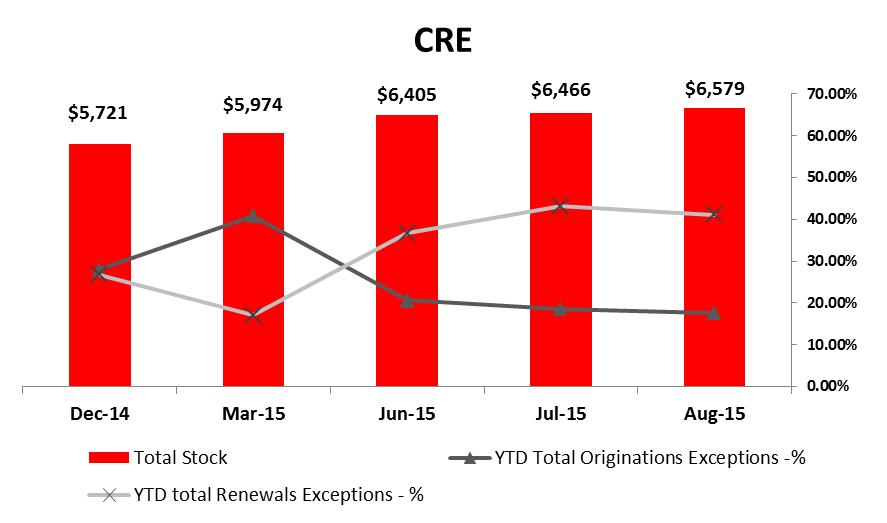 CRE
$5,721
$5,974
$6,405
$6,466
$6,579
70.00%
60.00%
50.00%
40.00%
30.00%
20.00%
10.00%
0.00%
Dec-14
Mar-15
Jun-15
Jul-15
Aug-15
Total Stock
YTD Total Originations Exceptions -%
YTD total Renewals Exceptions - %